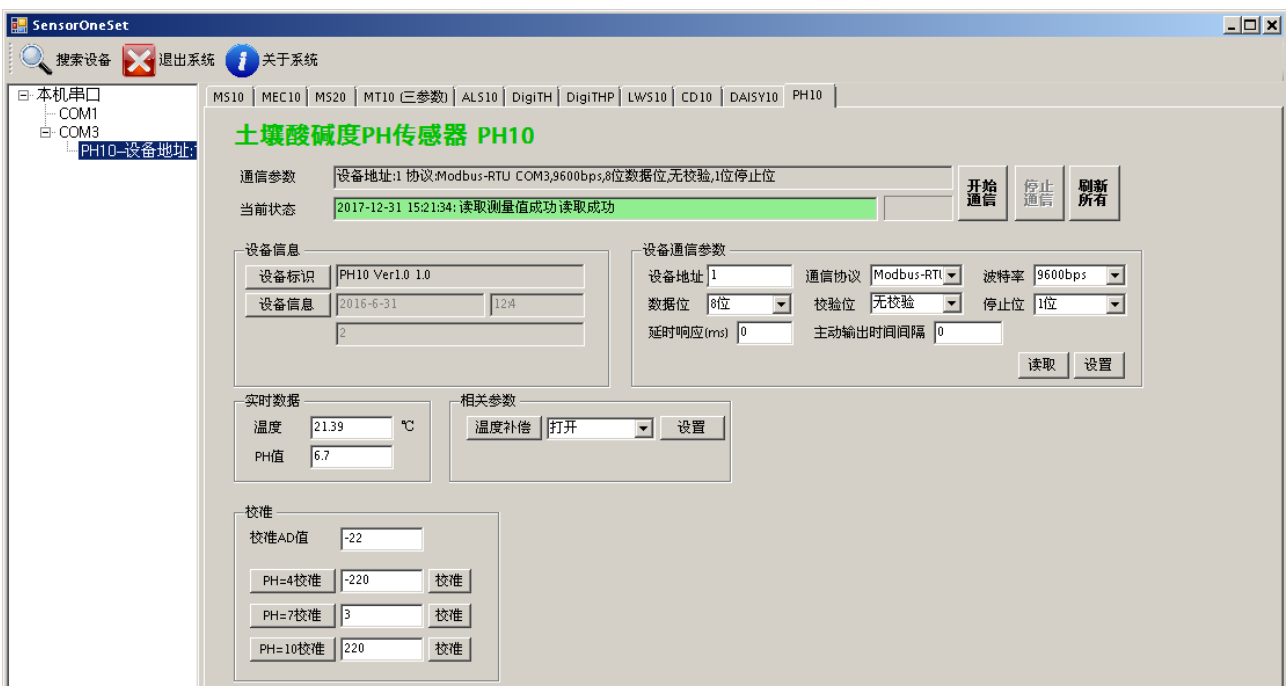 SensorOneSet
搜索设备 退出系统 关于系统
本机串口
COM1
COM3
PH10--设备地址:
MS10 MEC10 MS20 MT10 (三参数) ALS10 DigiTH DigiTHP LWS10 CD10 DAISY10 PH10
土壤酸碱度PH传感器 PH10
通信参数 设备地址:1 协议:Modbus-RTU COM3,9600bps,8位数据位,无校验,1位停止位
当前状态 2017-12-31 15:21:34: 读取测量值成功读取成功
开始通信 停止通信 刷新所有
设备信息
设备标识 PH10 Ver1.0 1.0
设备信息 2016-6-31 12:4
2
设备通信参数
设备地址 1 通信协议 Modbus-RTU 波特率 9600bps
数据位 8位 校验位 无校验 停止位 1位
延时响应(ms) 0 主动输出时间间隔 0
读取 设置
实时数据
温度 21.39 ℃
PH值 6.7
相关参数
温度补偿 打开 设置
校准
校准AD值 -22
PH=4校准 -220 校准
PH=7校准 3 校准
PH=10校准 220 校准